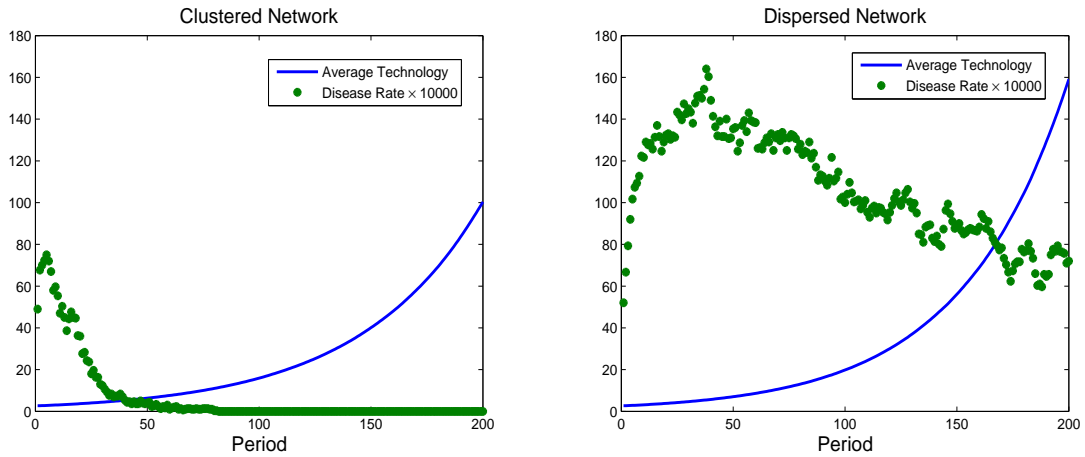 Clustered Network
180
160
140
120
100
80
60
40
20
0
0 50 100 150 200
Period
Average Technology
Disease Rate × 10000
Dispersed Network
180
160
140
120
100
80
60
40
20
0
0 50 100 150 200
Period
Average Technology
Disease Rate × 10000